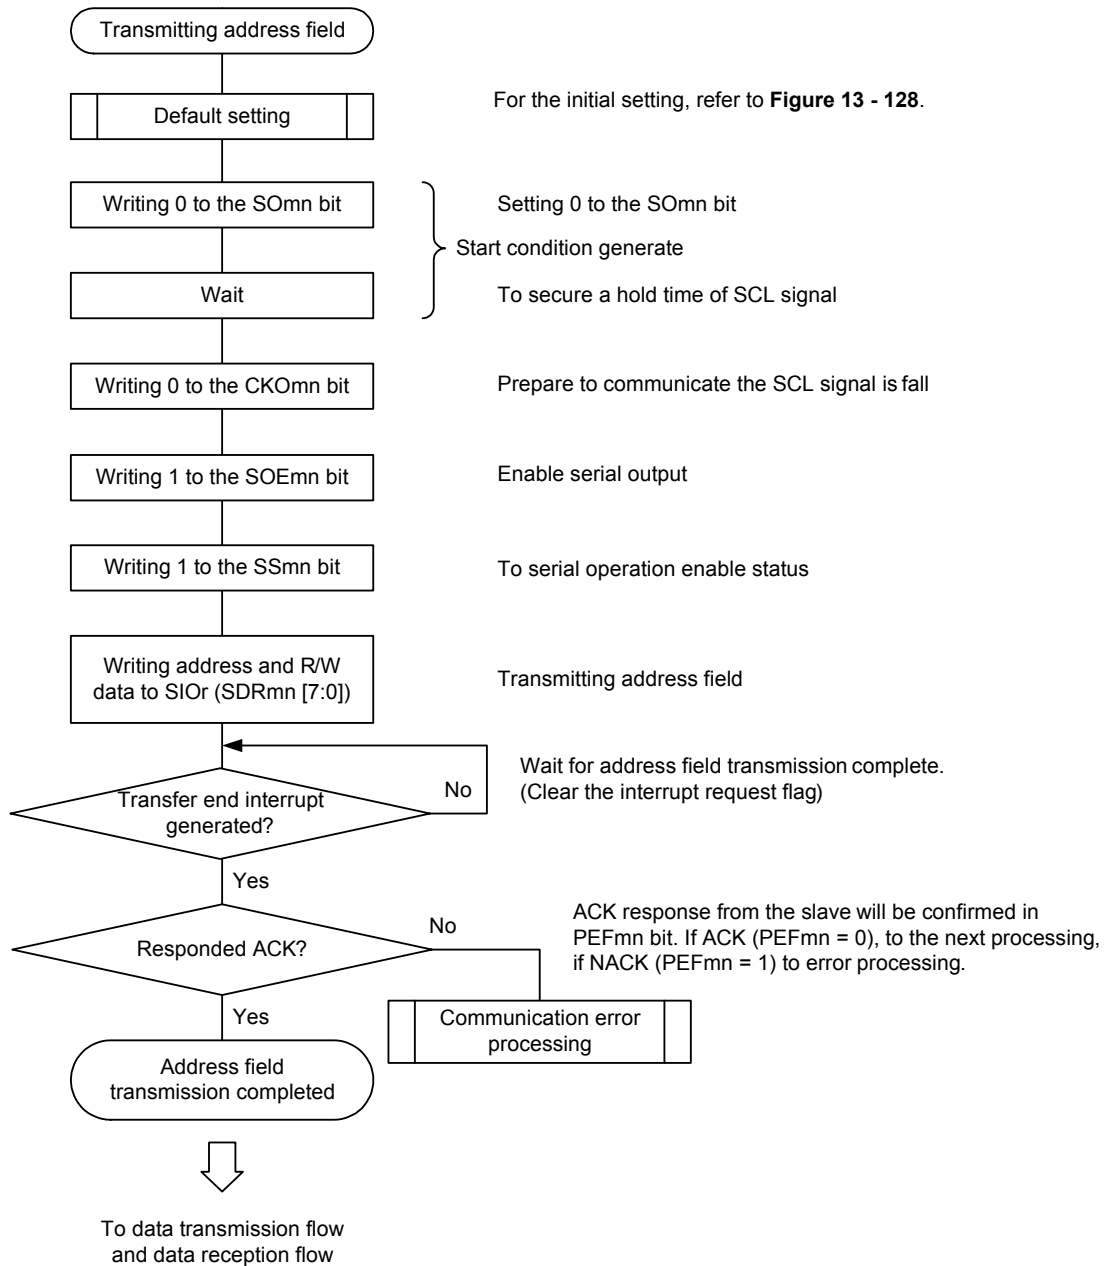 Transmitting address field
Default setting
For the initial setting, refer to Figure 13 - 128.
Writing 0 to the SOmn bit
Setting 0 to the SOmn bit
Start condition generate
Wait
To secure a hold time of SCL signal
Writing 0 to the CKOmn bit
Prepare to communicate the SCL signal is fall
Writing 1 to the SOEmn bit
Enable serial output
Writing 1 to the SSmn bit
To serial operation enable status
Writing address and R/W
data to SIOr (SDRmn [7:0])
Transmitting address field
Transfer end interrupt
generated?
No
Wait for address field transmission complete.
(Clear the interrupt request flag)
Yes
Responded ACK?
No
ACK response from the slave will be confirmed in
PEFmn bit. If ACK (PEFmn = 0), to the next processing,
if NACK (PEFmn = 1) to error processing.
Yes
Communication error
processing
Address field
transmission completed
To data transmission flow
and data reception flow